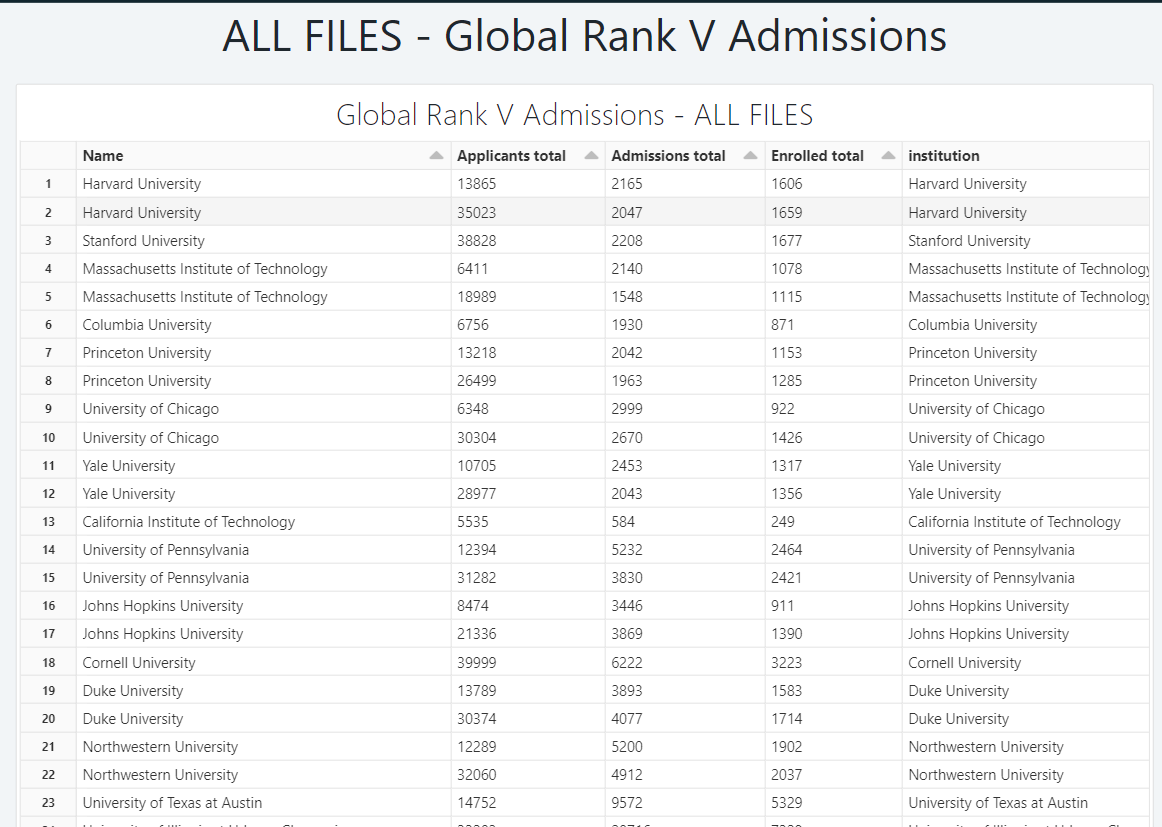 ALL FILES - Global Rank V Admissions
Global Rank V Admissions - ALL FILES
Name Applicants total Admissions total Enrolled total institution
1 Harvard University 13865 2165 1606 Harvard University
2 Harvard University 35023 2047 1659 Harvard University
3 Stanford University 38828 2208 1677 Stanford University
4 Massachusetts Institute of Technology 6411 2140 1078 Massachusetts Institute of Technology
5 Massachusetts Institute of Technology 18989 1548 1115 Massachusetts Institute of Technology
6 Columbia University 6756 1930 871 Columbia University
7 Princeton University 13218 2042 1153 Princeton University
8 Princeton University 26499 1963 1285 Princeton University
9 University of Chicago 6348 2999 922 University of Chicago
10 University of Chicago 30304 2670 1426 University of Chicago
11 Yale University 10705 2453 1317 Yale University
12 Yale University 28977 2043 1356 Yale University
13 California Institute of Technology 5535 584 249 California Institute of Technology
14 University of Pennsylvania 12394 5232 2464 University of Pennsylvania
15 University of Pennsylvania 31282 3830 2421 University of Pennsylvania
16 Johns Hopkins University 8474 3446 911 Johns Hopkins University
17 Johns Hopkins University 21336 3869 1390 Johns Hopkins University
18 Cornell University 39999 6222 3223 Cornell University
19 Duke University 13789 3893 1583 Duke University
20 Duke University 30374 4077 1714 Duke University
21 Northwestern University 12289 5200 1902 Northwestern University
22 Northwestern University 32060 4912 2037 Northwestern University
23 University of Texas at Austin 14752 9572 5329 University of Texas at Austin